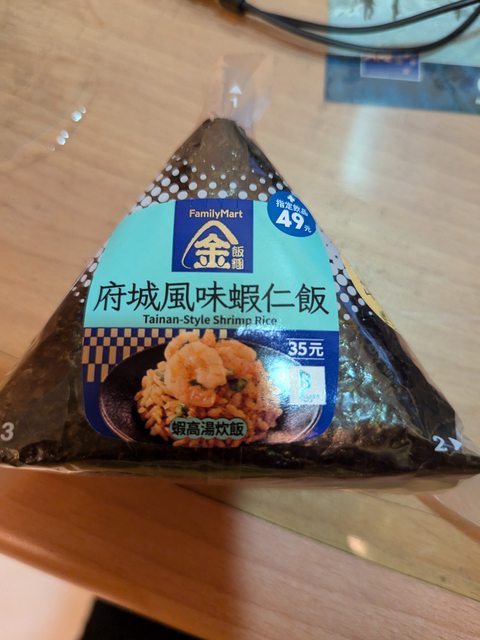 1
FamilyMart
金飯糰
指定飲品
49元
府城風味蝦仁飯
Tainan-Style Shrimp Rice
35元
蝦高湯炊飯
3
2